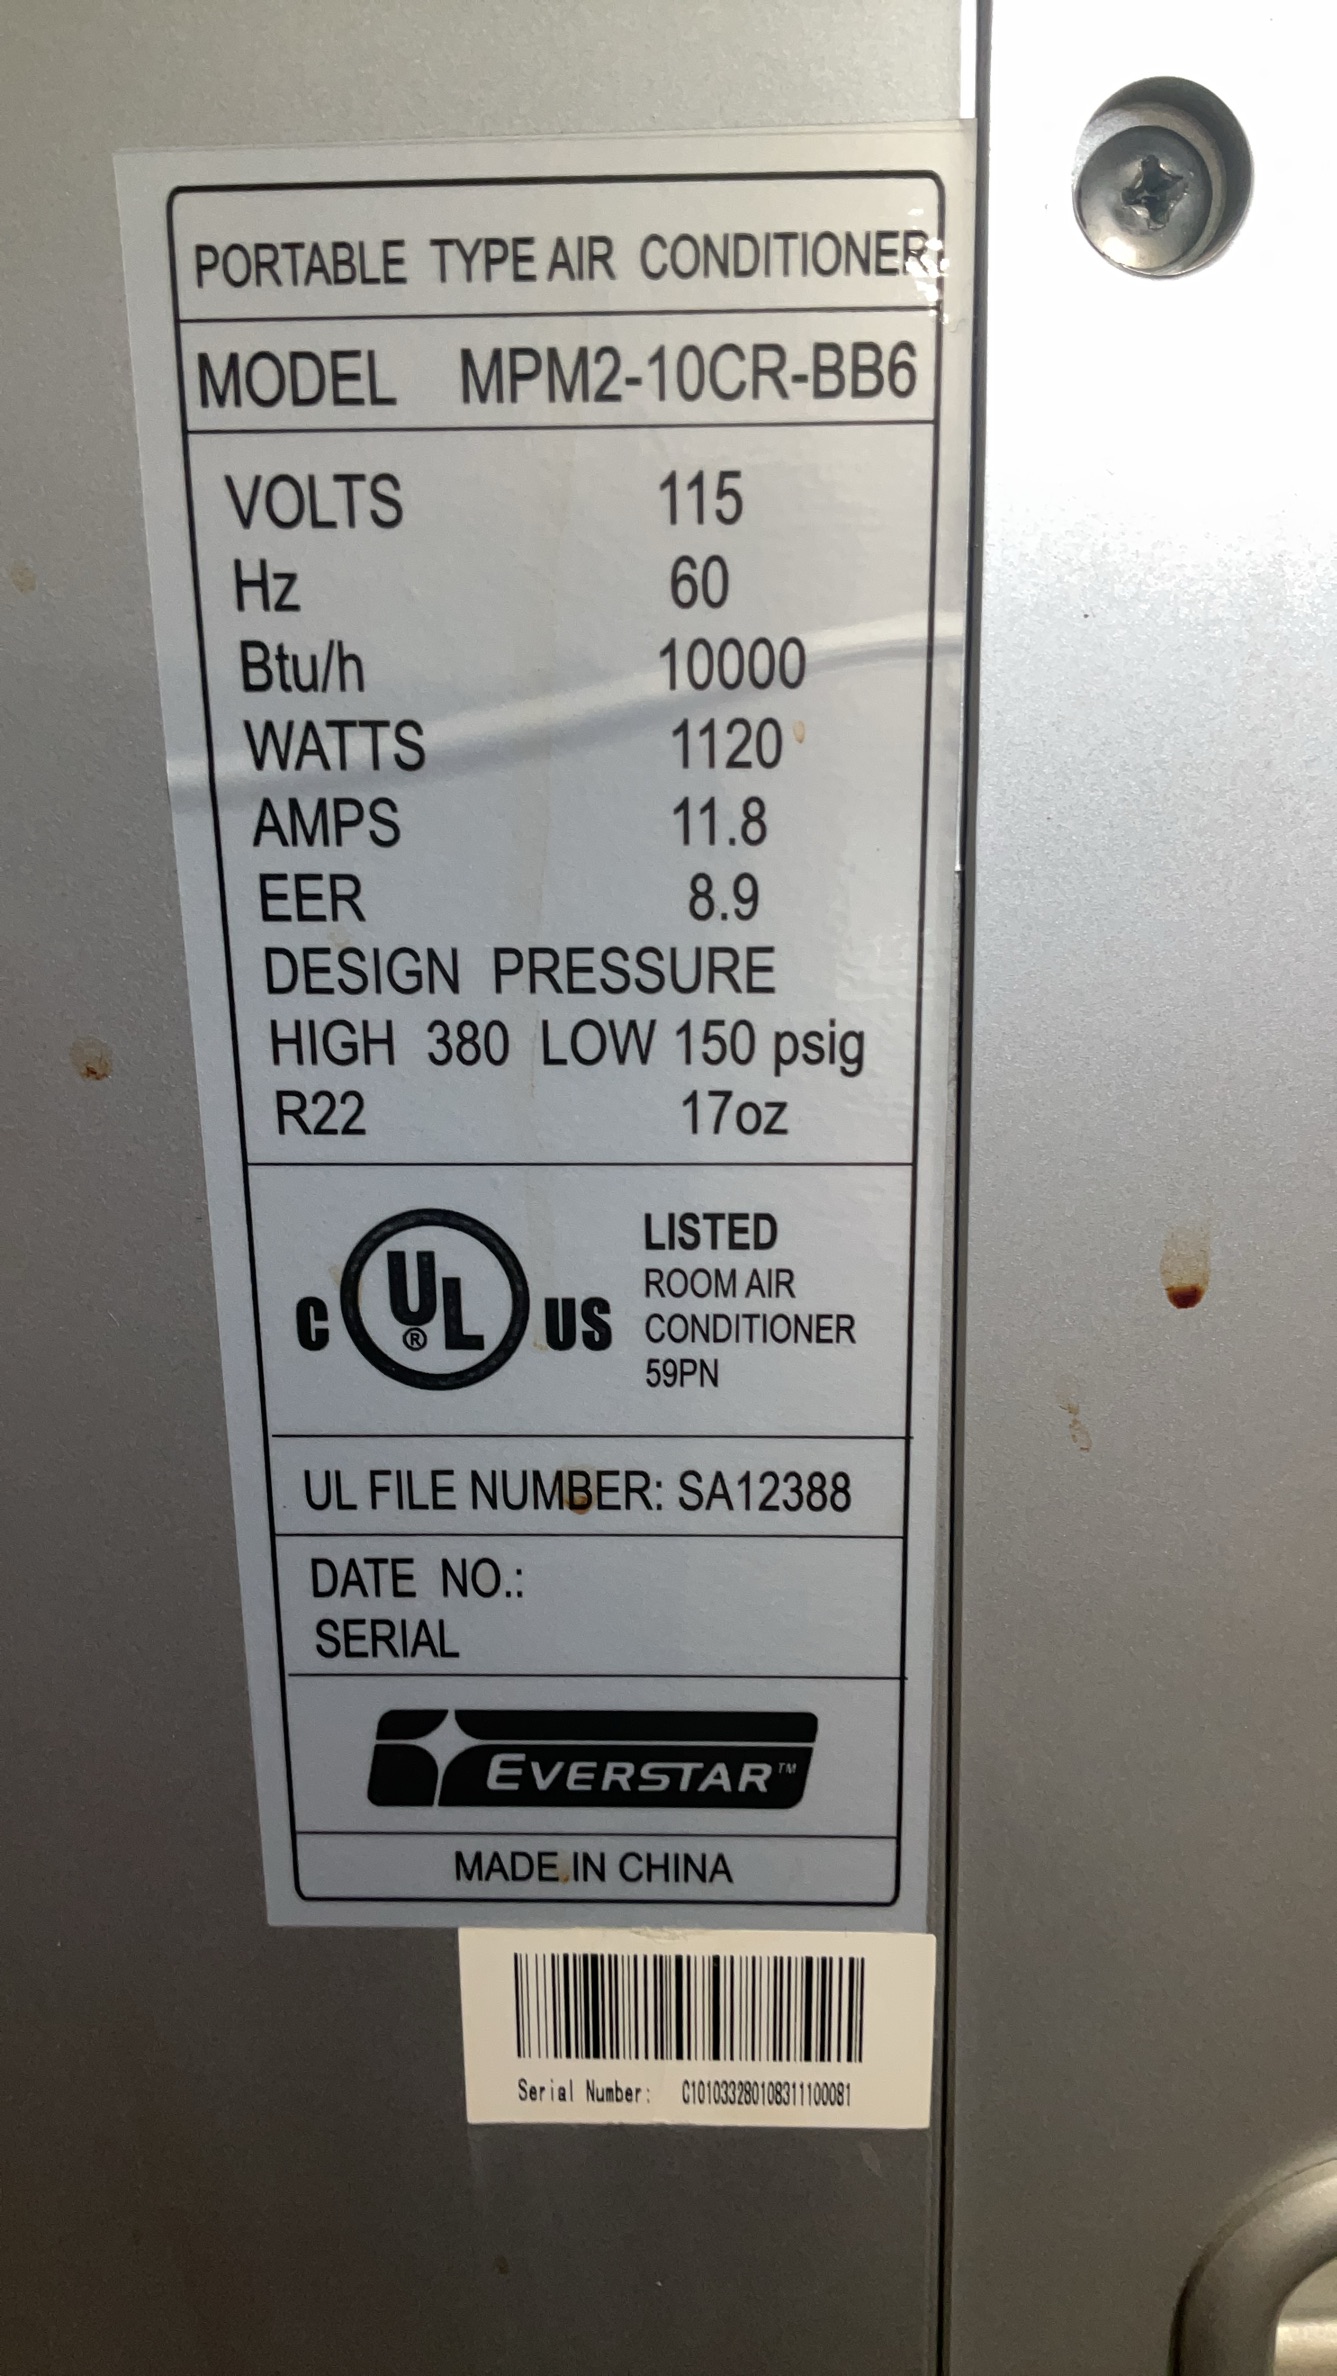 PORTABLE TYPE AIR CONDITIONER
MODEL MPM2-10CR-BB6
VOLTS 115
Hz 60
Btu/h 10000
WATTS 1120
AMPS 11.8
EER 8.9
DESIGN PRESSURE
HIGH 380 LOW 150 psig
R22 17oz
C UL® US
LISTED
ROOM AIR
CONDITIONER
59PN
UL FILE NUMBER: SA12388
DATE NO.:
SERIAL
EVERSTAR™
MADE IN CHINA
Serial Number: C101033280108311100081